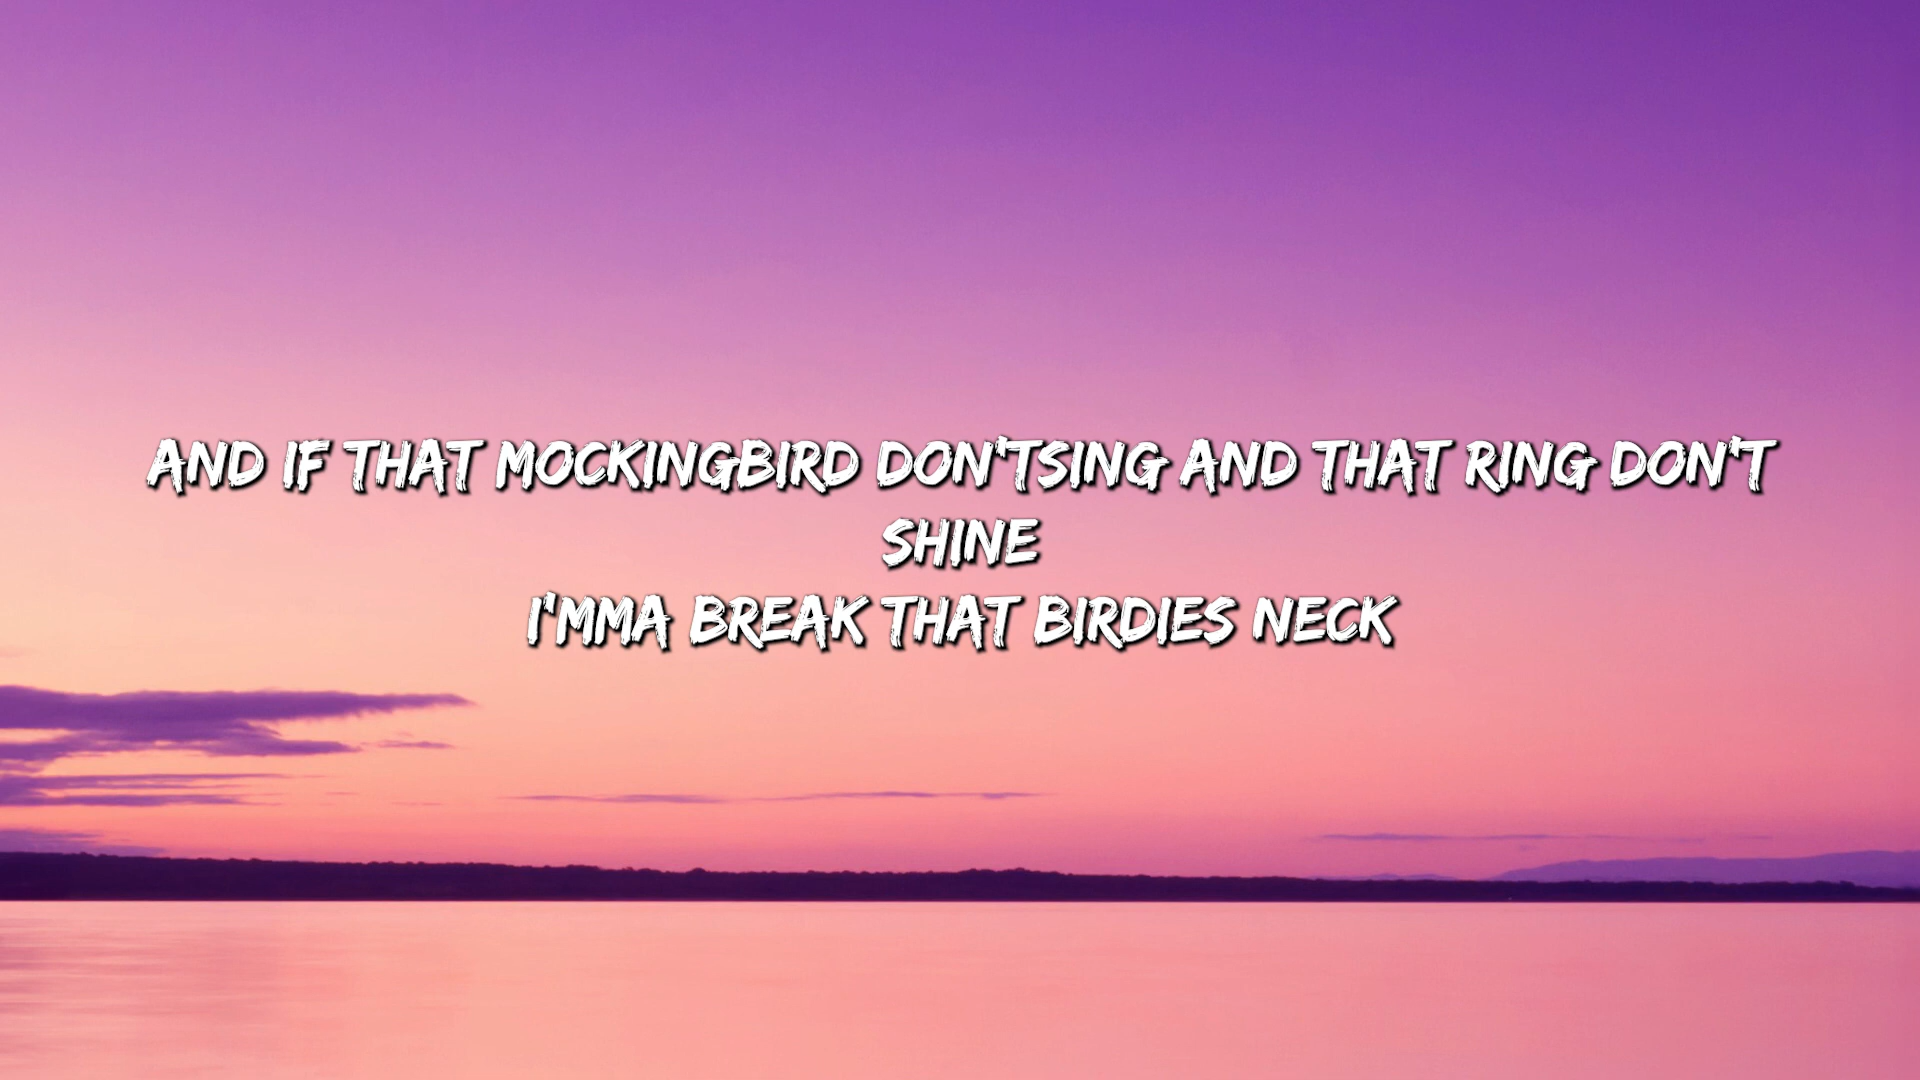 AND IF THAT MOCKINGBIRD DON'TSING AND THAT RING DON'T
SHINE
I'MMA BREAK THAT BIRDIES NECK